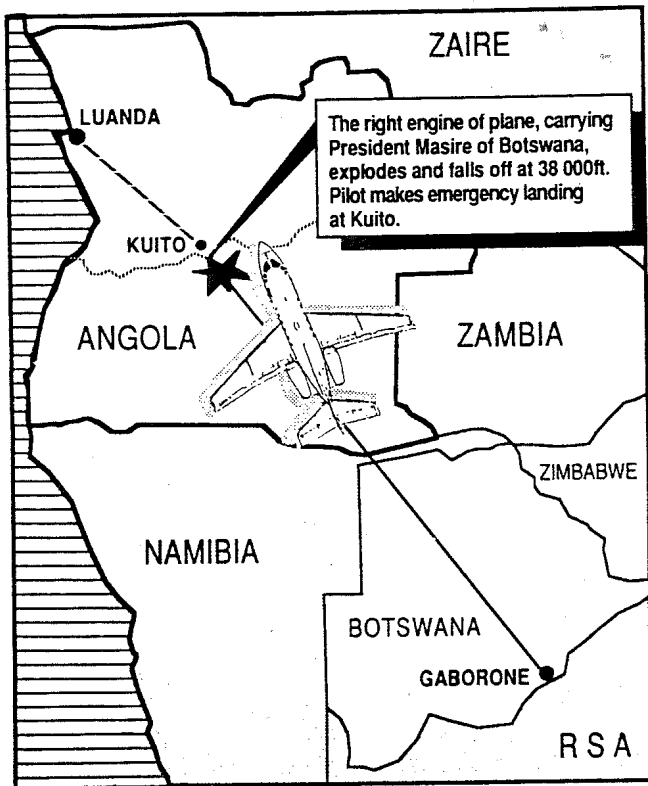 ZAIRE
LUANDA
The right engine of plane, carrying
President Masire of Botswana,
explodes and falls off at 38 000ft.
Pilot makes emergency landing
at Kuito.
KUITO
ANGOLA
ZAMBIA
ZIMBABWE
NAMIBIA
BOTSWANA
GABORONE
RSA